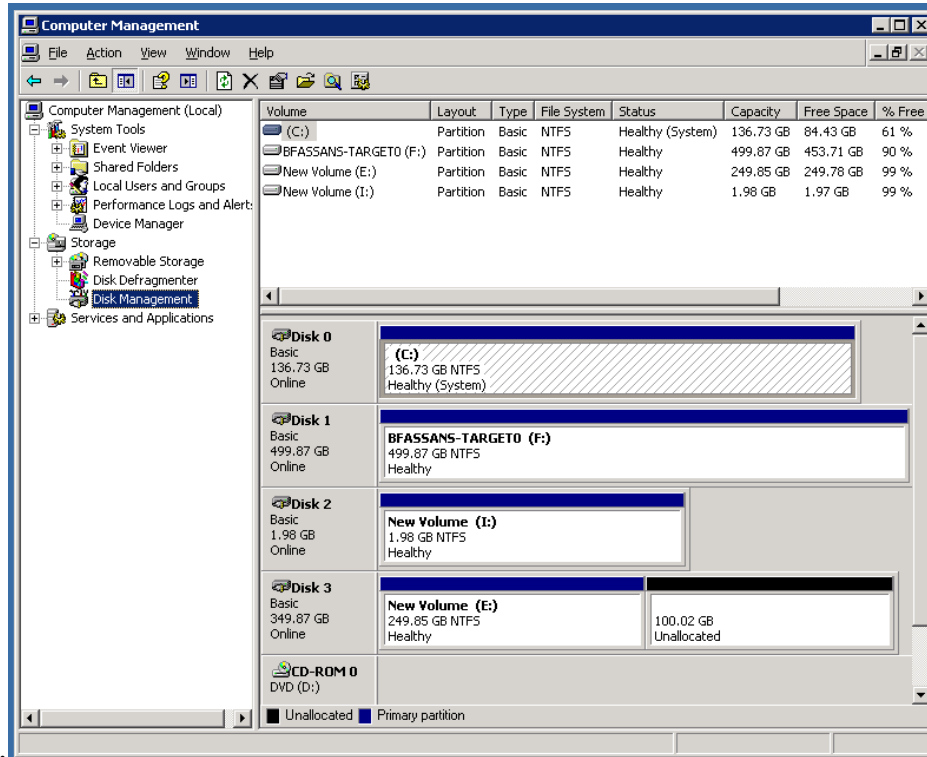 Computer Management
File Action View Window Help
Computer Management (Local)
System Tools
Event Viewer
Shared Folders
Local Users and Groups
Performance Logs and Alert
Device Manager
Storage
Removable Storage
Disk Defragmenter
Disk Management
Services and Applications
Volume Layout Type File System Status Capacity Free Space % Free
(C:) Partition Basic NTFS Healthy (System) 136.73 GB 84.43 GB 61 %
BFASSANS-TARGET0 (F:) Partition Basic NTFS Healthy 499.87 GB 453.71 GB 90 %
New Volume (E:) Partition Basic NTFS Healthy 249.85 GB 249.78 GB 99 %
New Volume (I:) Partition Basic NTFS Healthy 1.98 GB 1.97 GB 99 %
Disk 0
Basic
136.73 GB
Online
(C:)
136.73 GB NTFS
Healthy (System)
Disk 1
Basic
499.87 GB
Online
BFASSANS-TARGET0 (F:)
499.87 GB NTFS
Healthy
Disk 2
Basic
1.98 GB
Online
New Volume (I:)
1.98 GB NTFS
Healthy
Disk 3
Basic
349.87 GB
Online
New Volume (E:)
249.85 GB NTFS
Healthy
100.02 GB
Unallocated
CD-ROM 0
DVD (D:)
Unallocated Primary partition